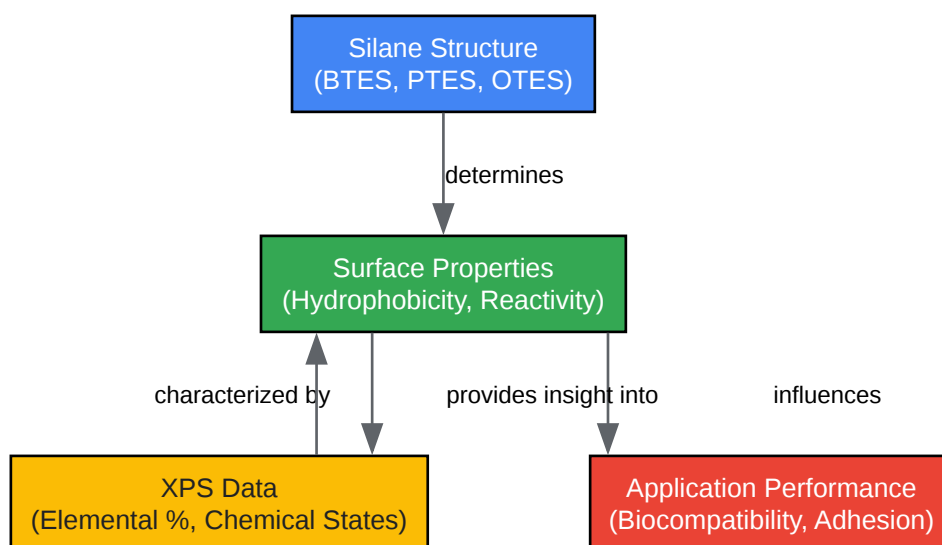 Silane Structure
(BTES, PTES, OTES)
determines
Surface Properties
(Hydrophobicity, Reactivity)
characterized by
provides insight into
influences
XPS Data
(Elemental %, Chemical States)
Application Performance
(Biocompatibility, Adhesion)